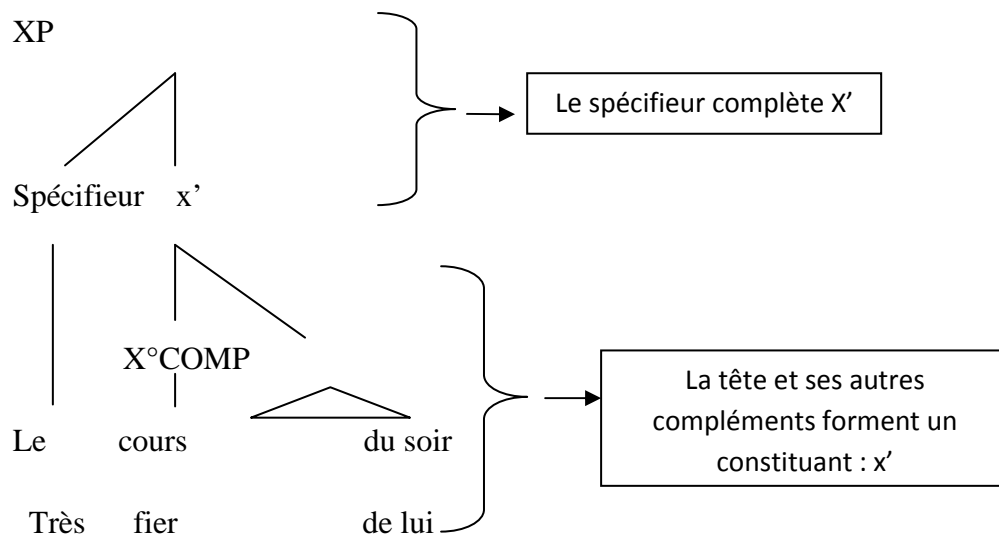 XP
Le spécifieur complète X’
Spécifieur x’
X°COMP
La tête et ses autres
compléments forment un
constituant : x’
Le cours du soir
Très fier de lui